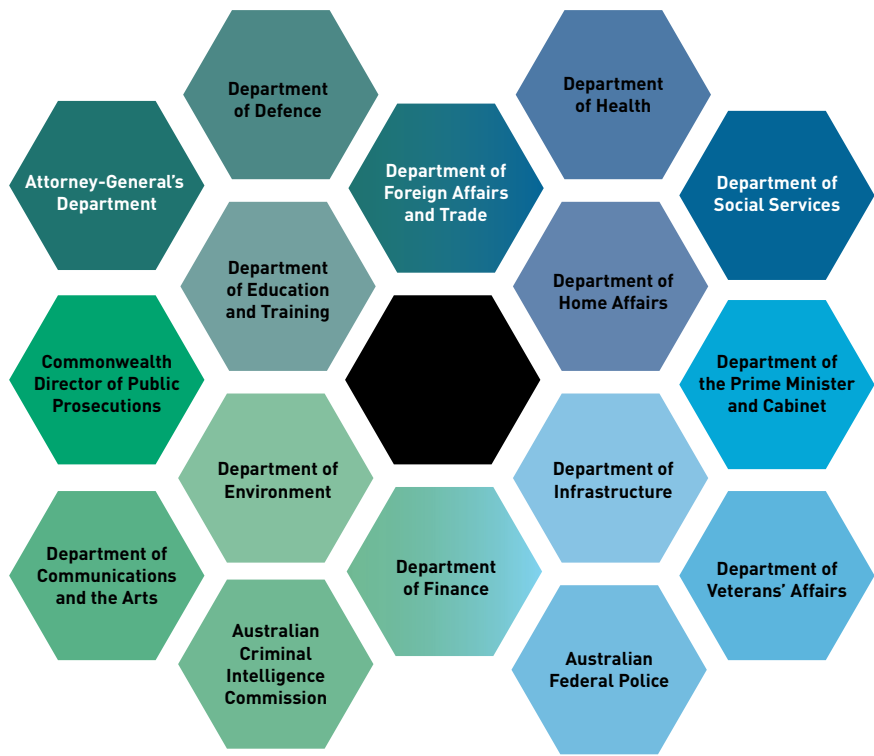 Department
of Defence
Department
of Health
Attorney-General’s
Department
Department of
Foreign Affairs
and Trade
Department of
Social Services
Department
of Education
and Training
Department of
Home Affairs
Commonwealth
Director of Public
Prosecutions
Department of
the Prime Minister
and Cabinet
Department of
Environment
Department of
Infrastructure
Department of
Communications
and the Arts
Department
of Finance
Department of
Veterans’ Affairs
Australian
Criminal
Intelligence
Commission
Australian
Federal Police